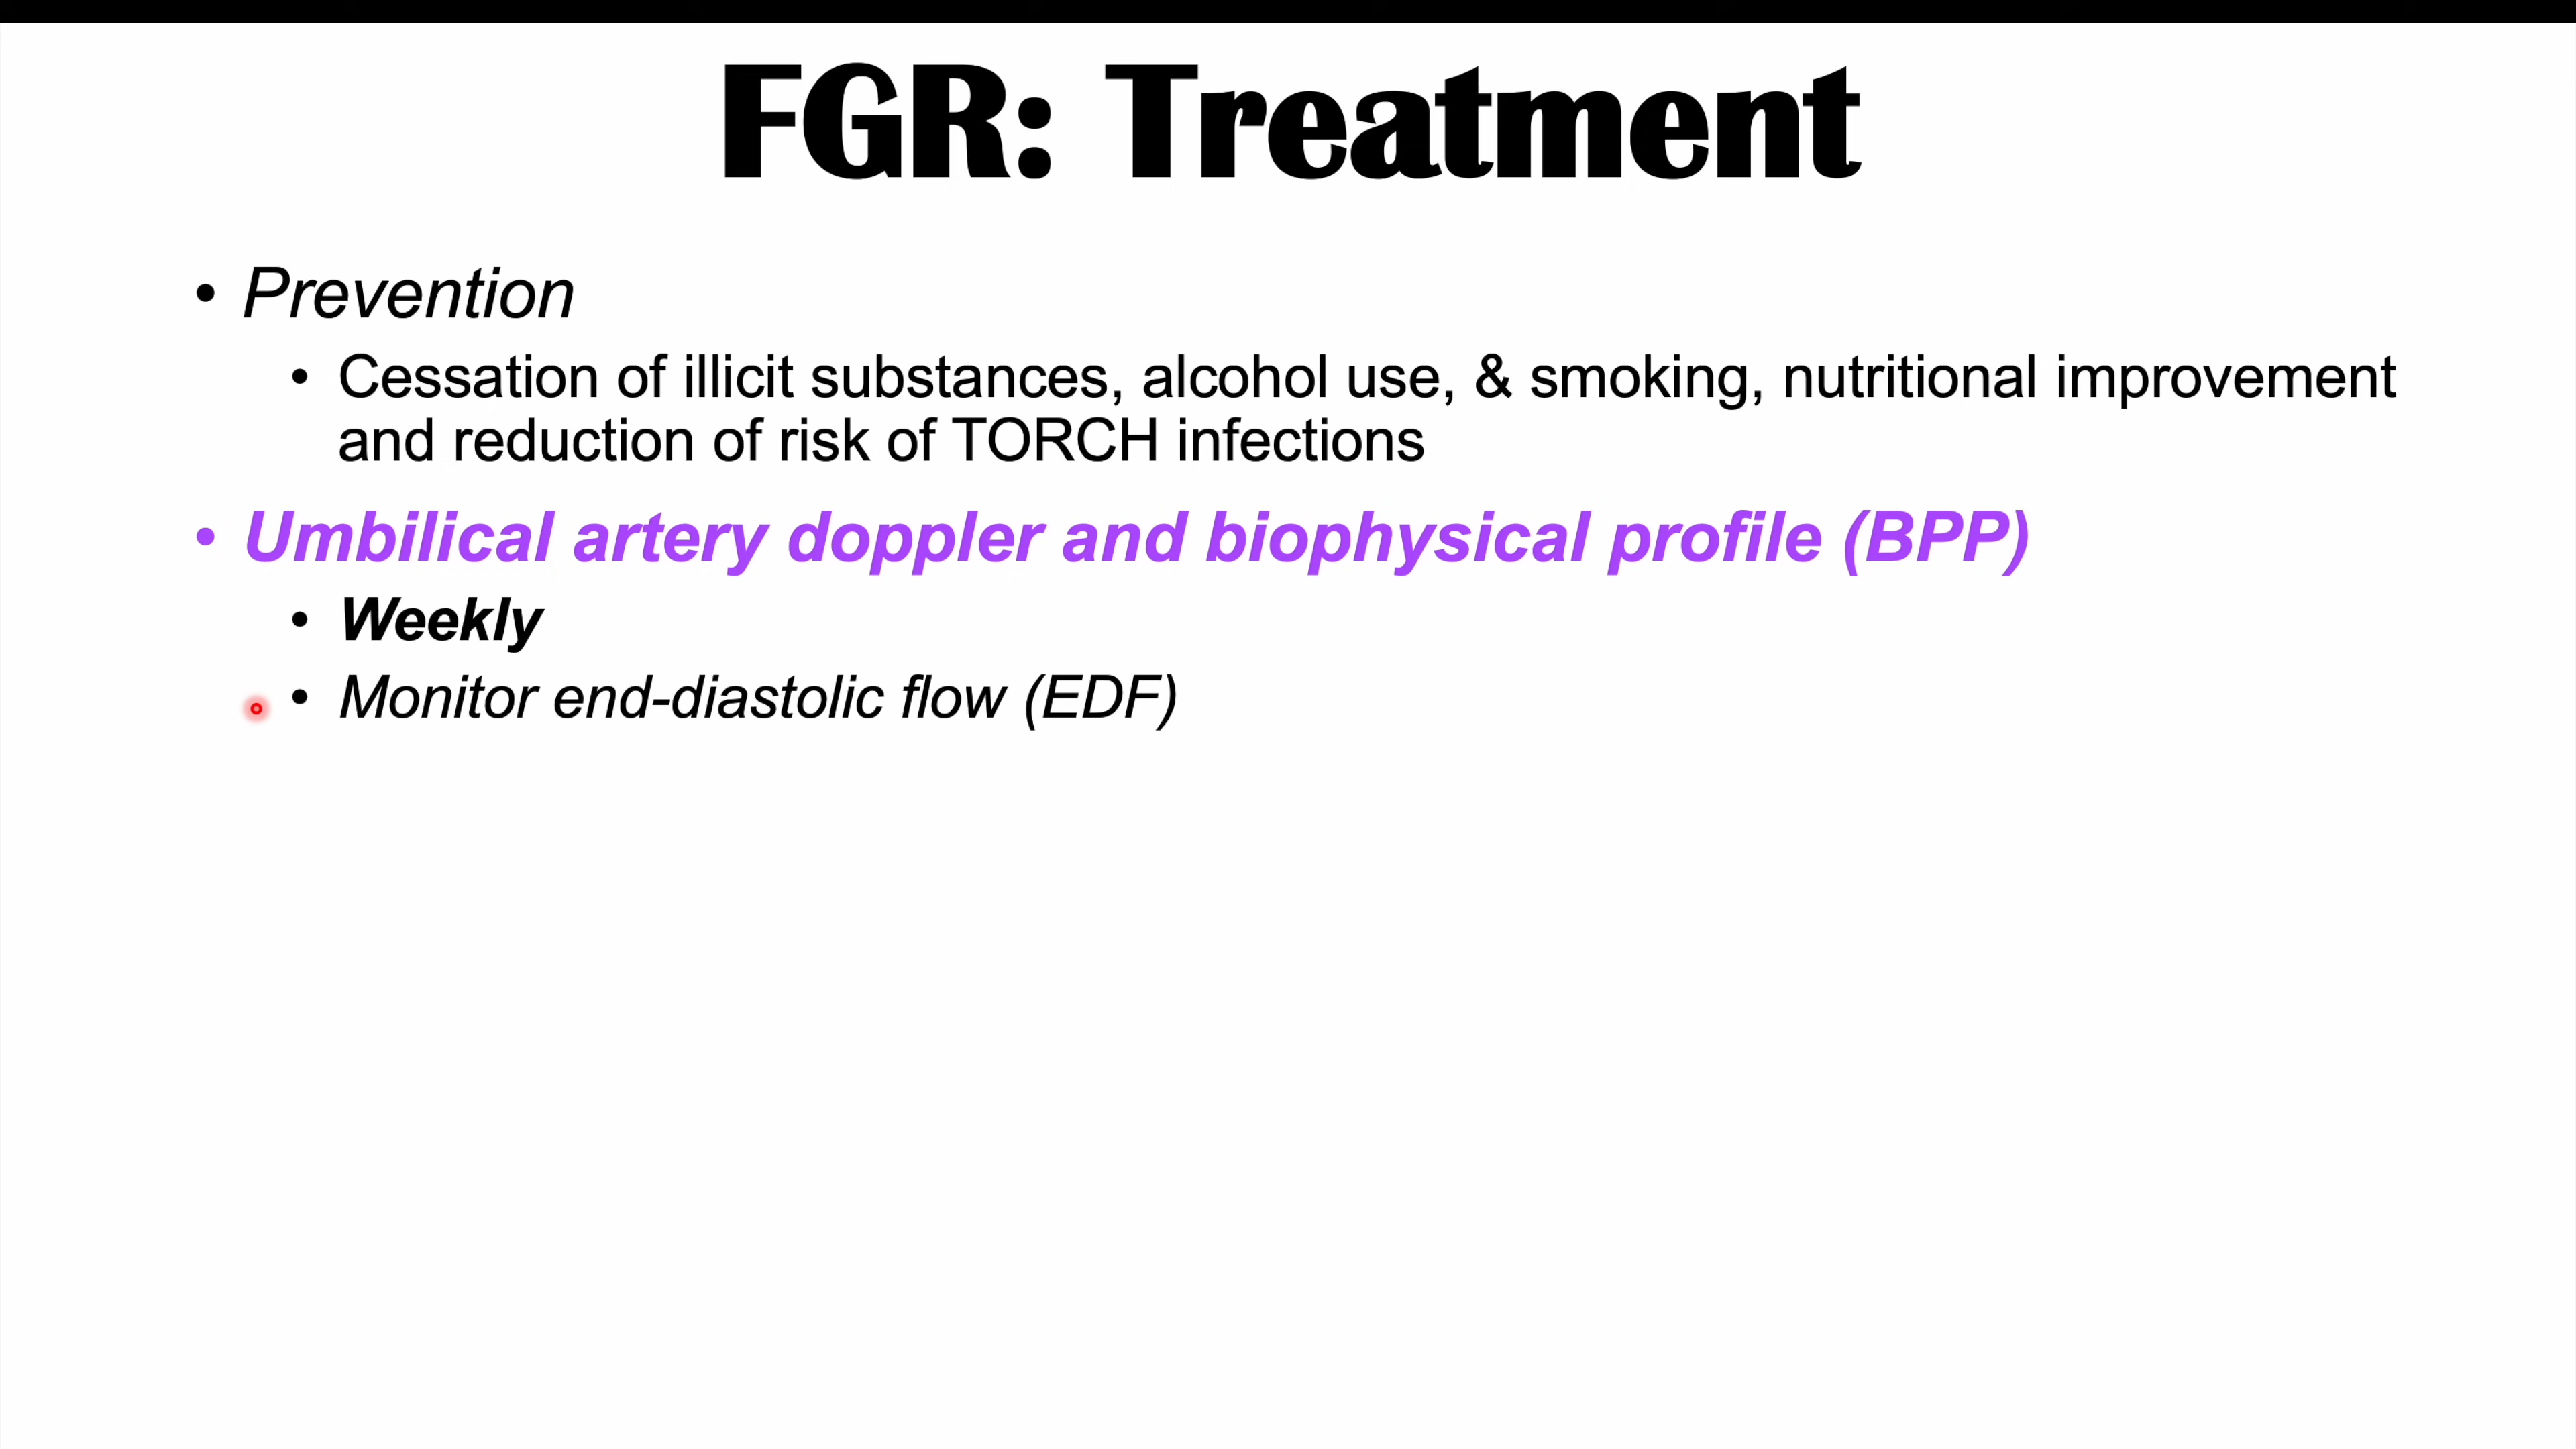 FGR: Treatment
• Prevention
• Cessation of illicit substances, alcohol use, & smoking, nutritional improvement
and reduction of risk of TORCH infections
• Umbilical artery doppler and biophysical profile (BPP)
• Weekly
• Monitor end-diastolic flow (EDF)